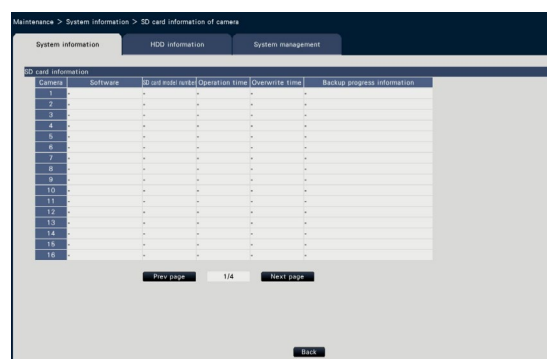 Maintenance > System information > SD card information of camera
System information HDD information System management
SD card information
Camera Software SD card model number Operation time Overwrite time Backup progress information
1 - - - - -
2 - - - - -
3 - - - - -
4 - - - - -
5 - - - - -
6 - - - - -
7 - - - - -
8 - - - - -
9 - - - - -
10 - - - - -
11 - - - - -
12 - - - - -
13 - - - - -
14 - - - - -
15 - - - - -
16 - - - - -
Prev page 1/4 Next page
Back